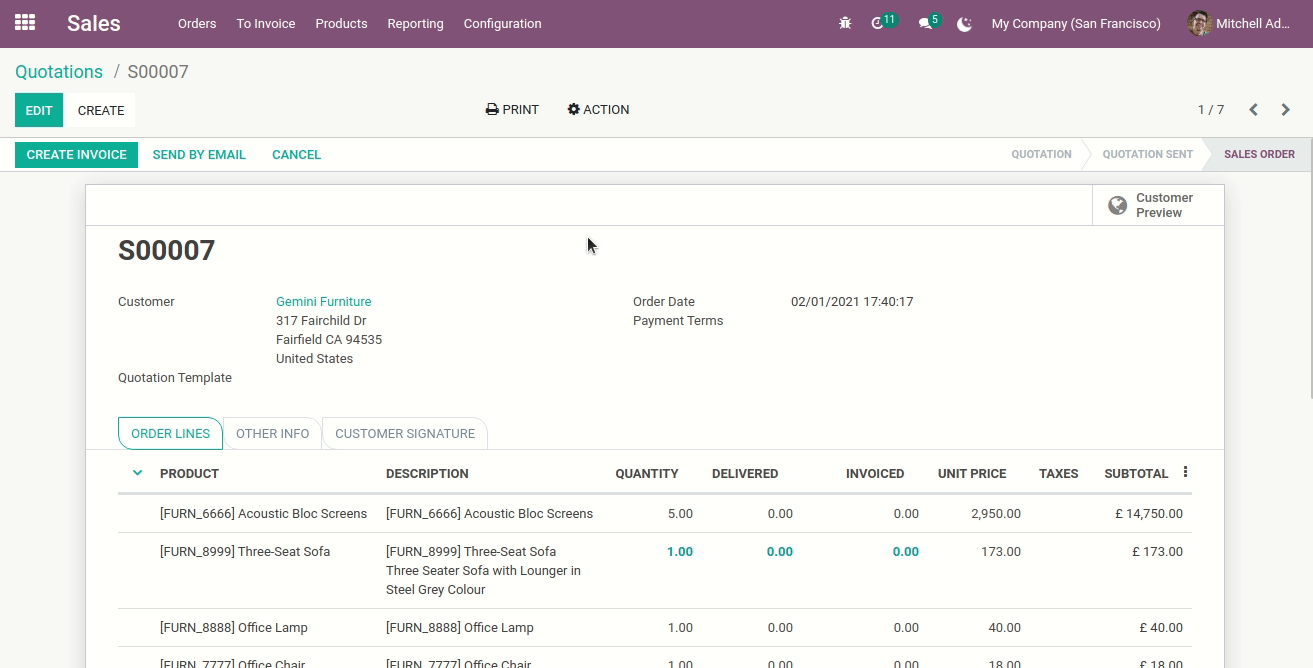 Sales Orders To Invoice Products Reporting Configuration 11 5 My Company (San Francisco) Mitchell Ad...
Quotations / S00007
EDIT CREATE PRINT ACTION 1 / 7
CREATE INVOICE SEND BY EMAIL CANCEL QUOTATION QUOTATION SENT SALES ORDER
Customer
Preview
S00007
Customer Gemini Furniture Order Date 02/01/2021 17:40:17
317 Fairchild Dr Payment Terms
Fairfield CA 94535
United States
Quotation Template
ORDER LINES OTHER INFO CUSTOMER SIGNATURE
PRODUCT DESCRIPTION QUANTITY DELIVERED INVOICED UNIT PRICE TAXES SUBTOTAL
[FURN_6666] Acoustic Bloc Screens [FURN_6666] Acoustic Bloc Screens 5.00 0.00 0.00 2,950.00 £ 14,750.00
[FURN_8999] Three-Seat Sofa [FURN_8999] Three-Seat Sofa 1.00 0.00 0.00 173.00 £ 173.00
Three Seater Sofa with Lounger in
Steel Grey Colour
[FURN_8888] Office Lamp [FURN_8888] Office Lamp 1.00 0.00 0.00 40.00 £ 40.00
[FURN_7777] Office Chair [FURN_7777] Office Chair 1.00 0.00 0.00 18.00 £ 18.00